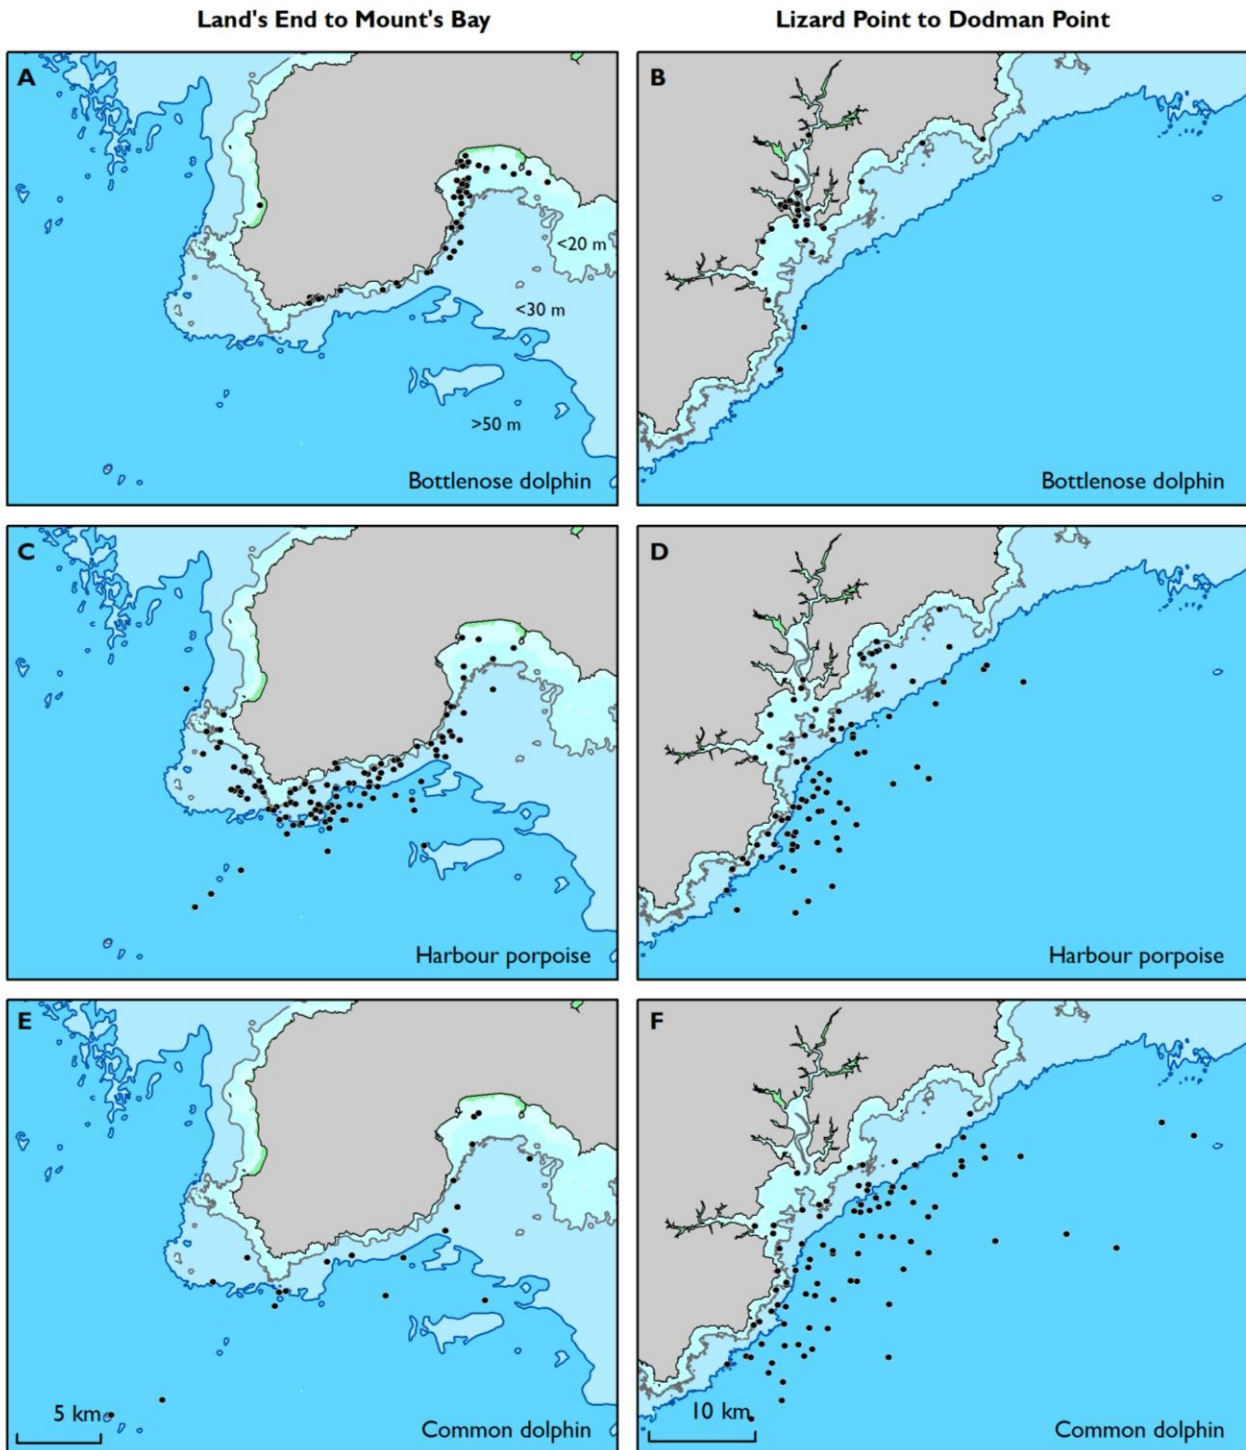 Land's End to Mount's Bay
Lizard Point to Dodman Point
A
<20 m
<30 m
>50 m
Bottlenose dolphin
B
Bottlenose dolphin
C
Harbour porpoise
D
Harbour porpoise
E
5 km
Common dolphin
F
10 km
Common dolphin